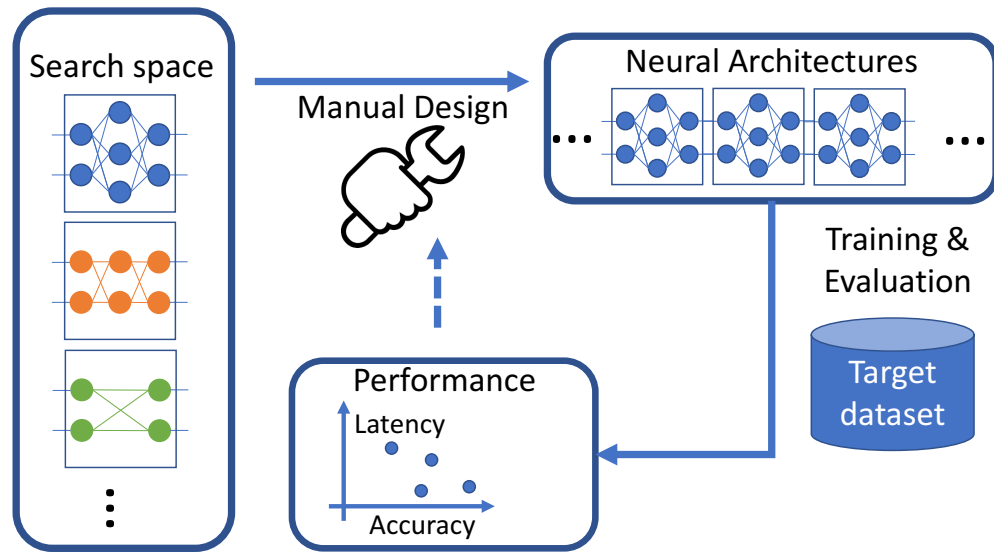 Search space
Manual Design
Neural Architectures
Training &
Evaluation
Target
dataset
Performance
Latency
Accuracy